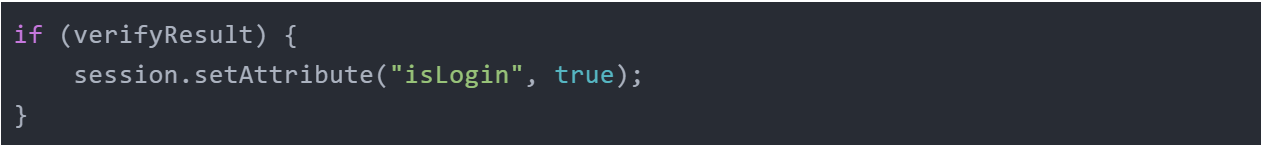 if (verifyResult) {
    session.setAttribute("isLogin", true);
}